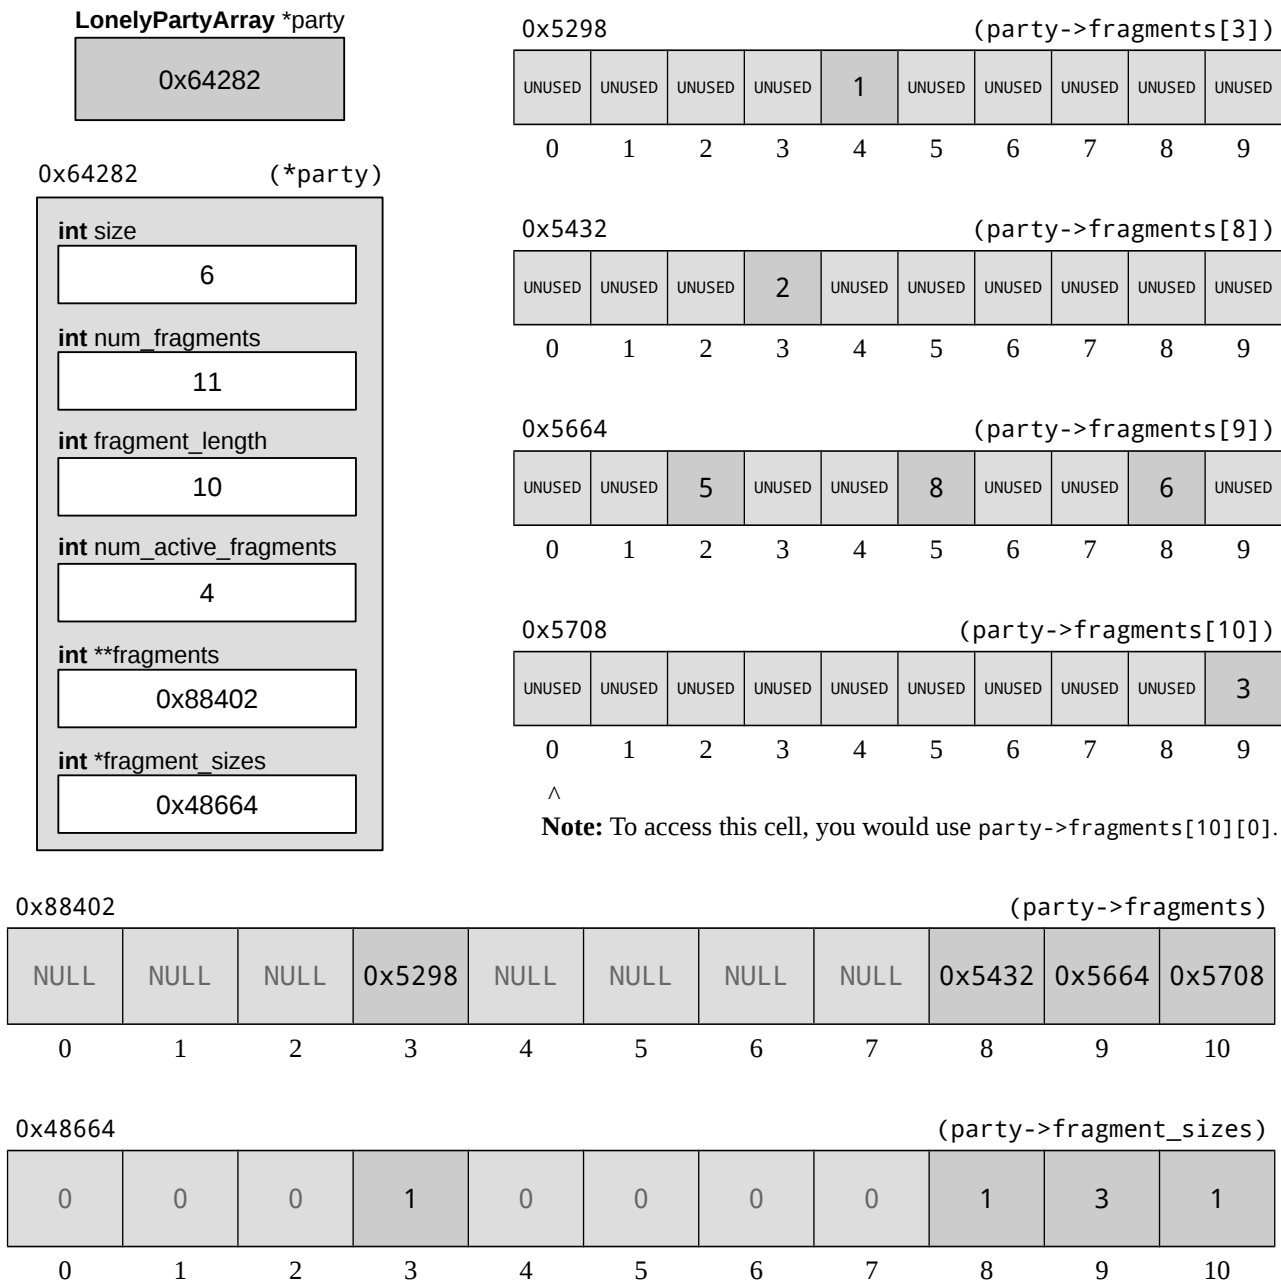 LonelyPartyArray *party
0x64282
0x64282 (*party)
int size
6
int num_fragments
11
int fragment_length
10
int num_active_fragments
4
int **fragments
0x88402
int *fragment_sizes
0x48664
0x5298 (party->fragments[3])
UNUSED UNUSED UNUSED UNUSED 1 UNUSED UNUSED UNUSED UNUSED UNUSED
0 1 2 3 4 5 6 7 8 9
0x5432 (party->fragments[8])
UNUSED UNUSED UNUSED 2 UNUSED UNUSED UNUSED UNUSED UNUSED UNUSED
0 1 2 3 4 5 6 7 8 9
0x5664 (party->fragments[9])
UNUSED UNUSED 5 UNUSED UNUSED 8 UNUSED UNUSED 6 UNUSED
0 1 2 3 4 5 6 7 8 9
0x5708 (party->fragments[10])
UNUSED UNUSED UNUSED UNUSED UNUSED UNUSED UNUSED UNUSED UNUSED 3
0 1 2 3 4 5 6 7 8 9
^
Note: To access this cell, you would use party->fragments[10][0].
0x88402 (party->fragments)
NULL NULL NULL 0x5298 NULL NULL NULL NULL 0x5432 0x5664 0x5708
0 1 2 3 4 5 6 7 8 9 10
0x48664 (party->fragment_sizes)
0 0 0 1 0 0 0 0 1 3 1
0 1 2 3 4 5 6 7 8 9 10